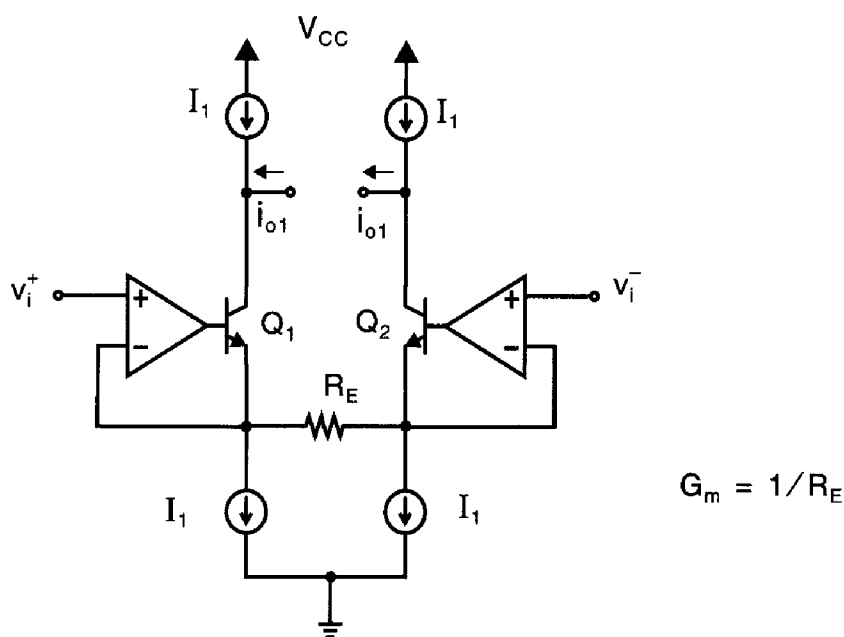 V_CC
I_1 I_1
i_o1 i_o1
v_i^+ + Q_1 Q_2 + v_i^-
- -
R_E
I_1 I_1
G_m = 1/R_E